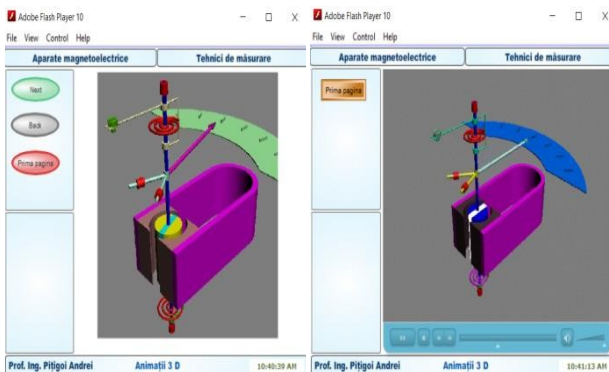 Adobe Flash Player 10
File View Control Help
Aparate magnetoelectrice Tehnici de măsurare
Next
Back
Prima pagina
Prof. Ing. Pițigoi Andrei Animații 3 D 10:40:39 AM
Adobe Flash Player 10
File View Control Help
Aparate magnetoelectrice Tehnici de măsurare
Prima pagina
Prof. Ing. Pițigoi Andrei Animații 3 D 10:41:13 AM